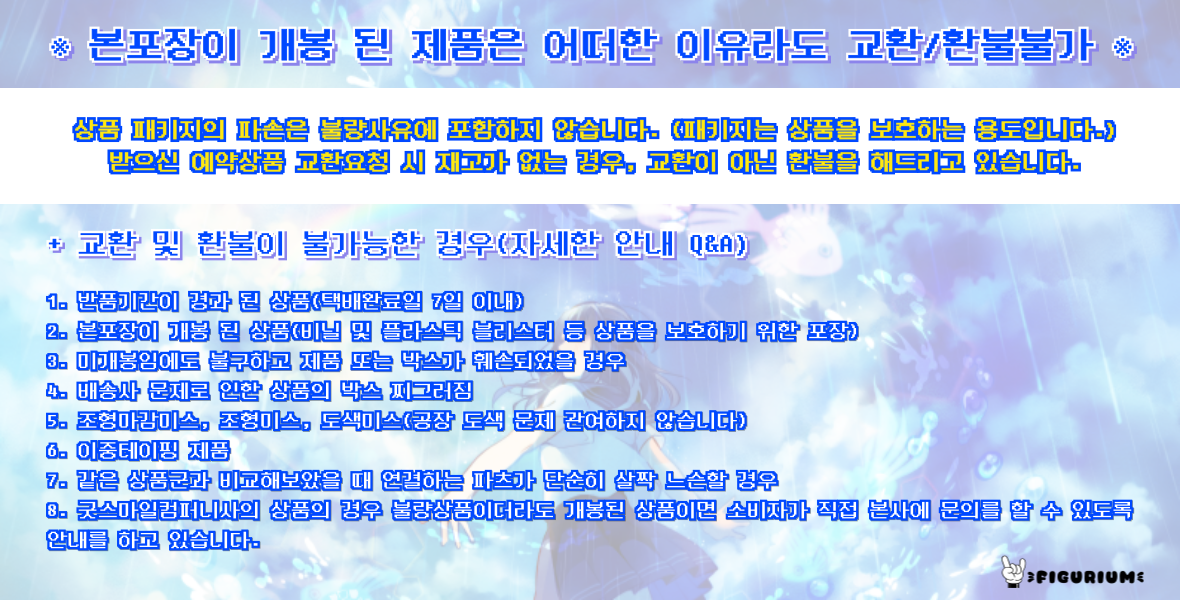 ※ 본포장이 개봉 된 제품은 어떠한 이유라도 교환/환불불가 ※
상품 패키지의 파손은 불량사유에 포함하지 않습니다. (패키지는 상품을 보호하는 용도입니다.)
받으신 예약상품 교환요청 시 재고가 없는 경우, 교환이 아닌 환불을 해드리고 있습니다.
+ 교환 및 환불이 불가능한 경우(자세한 안내 Q&A)
1. 반품기간이 경과 된 상품(택배완료일 7일 이내)
2. 본포장이 개봉 된 상품(비닐 및 플라스틱 블리스터 등 상품을 보호하기 위한 포장)
3. 미개봉임에도 불구하고 제품 또는 박스가 훼손되었을 경우
4. 배송사 문제로 인한 상품의 박스 찌그러짐
5. 조형마감미스, 조형미스, 도색미스(공장 도색 문제 관여하지 않습니다)
6. 이중테이핑 제품
7. 같은 상품군과 비교해보았을 때 연결하는 파츠가 단순히 살짝 느슨할 경우
8. 굿스마일컴퍼니사의 상품의 경우 불량상품이더라도 개봉된 상품이면 소비자가 직접 본사에 문의를 할 수 있도록
안내를 하고 있습니다.
FIGURIUM